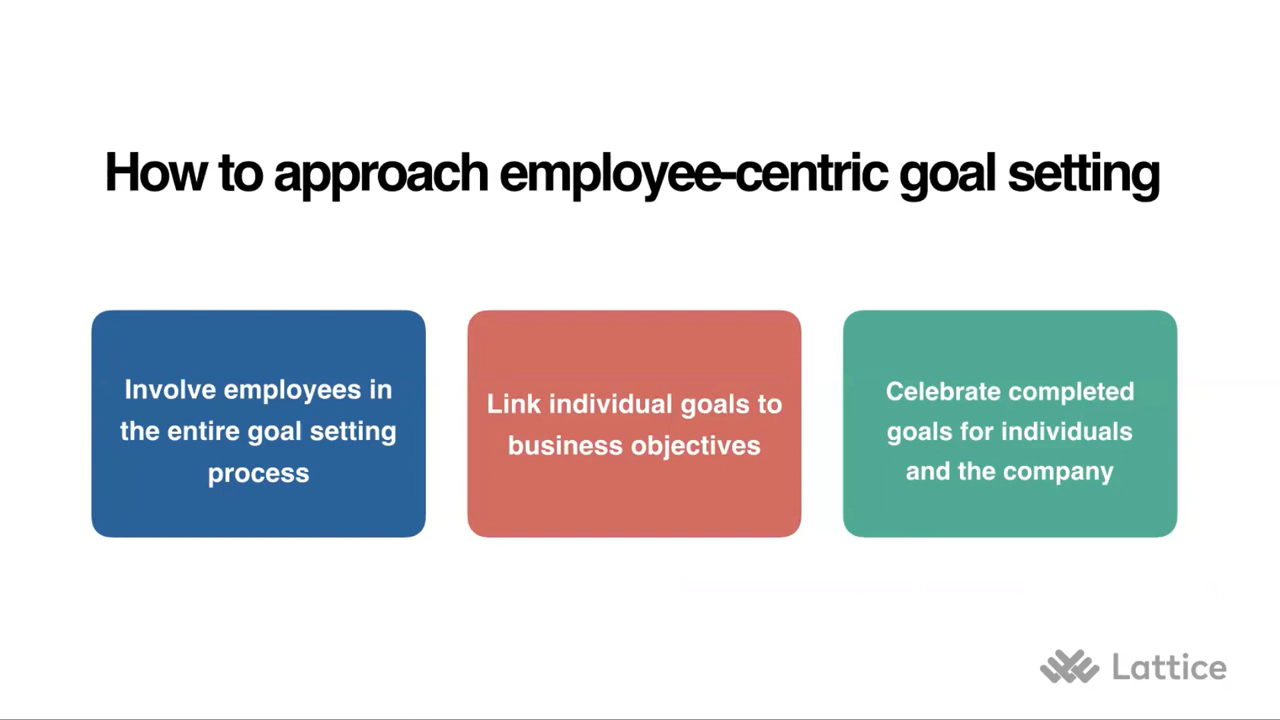 How to approach employee-centric goal setting
Involve employees in
the entire goal setting
process
Link individual goals to
business objectives
Celebrate completed
goals for individuals
and the company
Lattice